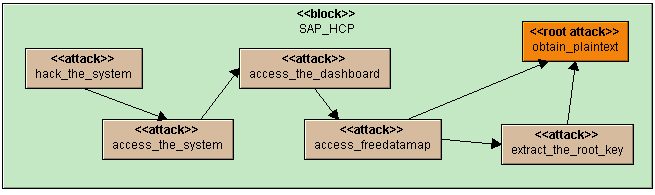 <<block>>
SAP_HCP
<<attack>>
hack_the_system
<<attack>>
access_the_dashboard
<<root attack>>
obtain_plaintext
<<attack>>
access_the_system
<<attack>>
access_freedatamap
<<attack>>
extract_the_root_key